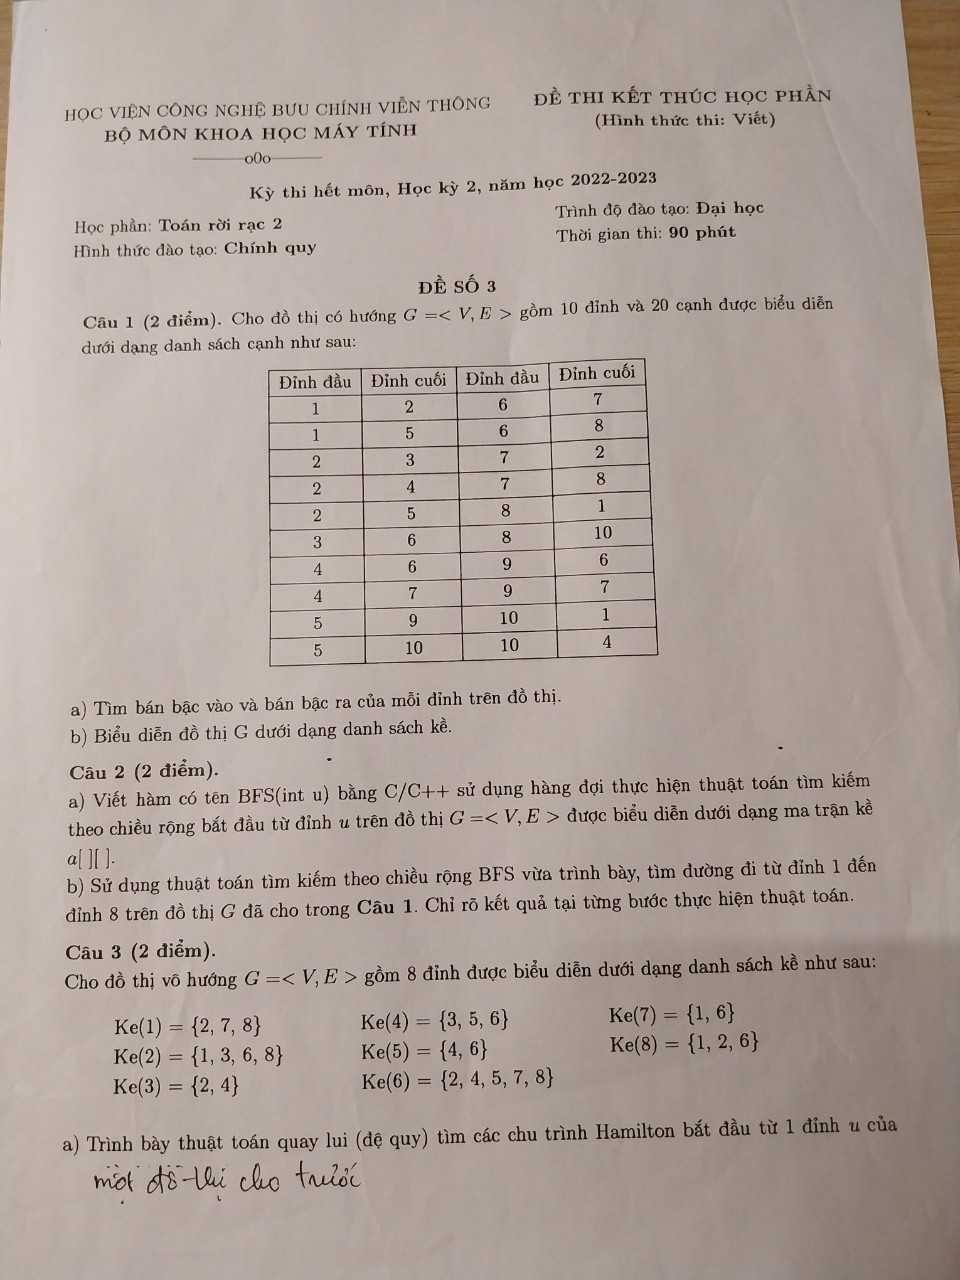 HỌC VIỆN CÔNG NGHỆ BƯU CHÍNH VIỄN THÔNG
BỘ MÔN KHOA HỌC MÁY TÍNH
o0o
ĐỀ THI KẾT THÚC HỌC PHẦN
(Hình thức thi: Viết)
Kỳ thi hết môn, Học kỳ 2, năm học 2022-2023
Học phần: Toán rời rạc 2
Hình thức đào tạo: Chính quy
Trình độ đào tạo: Đại học
Thời gian thi: 90 phút
ĐỀ SỐ 3
Câu 1 (2 điểm). Cho đồ thị có hướng G =< V, E > gồm 10 đỉnh và 20 cạnh được biểu diễn
dưới dạng danh sách cạnh như sau:
Đỉnh đầu Đỉnh cuối Đỉnh đầu Đỉnh cuối
1 2 6 7
1 5 6 8
2 3 7 2
2 4 7 8
2 5 8 1
3 6 8 10
4 6 9 6
4 7 9 7
5 9 10 1
5 10 10 4
a) Tìm bán bậc vào và bán bậc ra của mỗi đỉnh trên đồ thị.
b) Biểu diễn đồ thị G dưới dạng danh sách kề.
Câu 2 (2 điểm).
a) Viết hàm có tên BFS(int u) bằng C/C++ sử dụng hàng đợi thực hiện thuật toán tìm kiếm
theo chiều rộng bắt đầu từ đỉnh u trên đồ thị G =< V, E > được biểu diễn dưới dạng ma trận kề
a[ ][ ].
b) Sử dụng thuật toán tìm kiếm theo chiều rộng BFS vừa trình bày, tìm đường đi từ đỉnh 1 đến
đỉnh 8 trên đồ thị G đã cho trong Câu 1. Chỉ rõ kết quả tại từng bước thực hiện thuật toán.
Câu 3 (2 điểm).
Cho đồ thị vô hướng G =< V, E > gồm 8 đỉnh được biểu diễn dưới dạng danh sách kề như sau:
Ke(1) = {2, 7, 8} Ke(4) = {3, 5, 6} Ke(7) = {1, 6}
Ke(2) = {1, 3, 6, 8} Ke(5) = {4, 6} Ke(8) = {1, 2, 6}
Ke(3) = {2, 4} Ke(6) = {2, 4, 5, 7, 8}
a) Trình bày thuật toán quay lui (đệ quy) tìm các chu trình Hamilton bắt đầu từ 1 đỉnh u của
một đồ thị cho trước